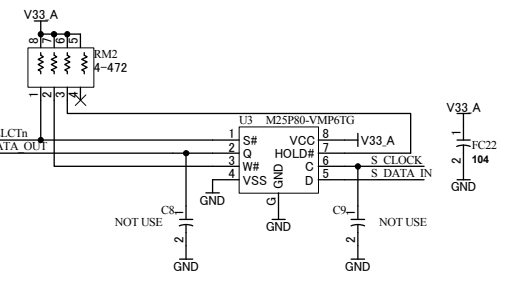 V33_A
8 7 6 5
RM2
4-472
1 2 3 4
LCTn
ATA_OUT
U3 M25P80-VMP6TG
1 S# VCC 8 V33_A
2 Q HOLD# 7
3 W# C 6 S_CLOCK
4 VSS D 5 S_DATA_IN
GND
G
GND
GND
C8 1
NOT USE
2
GND
C9 1
NOT USE
2
GND
V33_A
1
FC22
2 104
GND